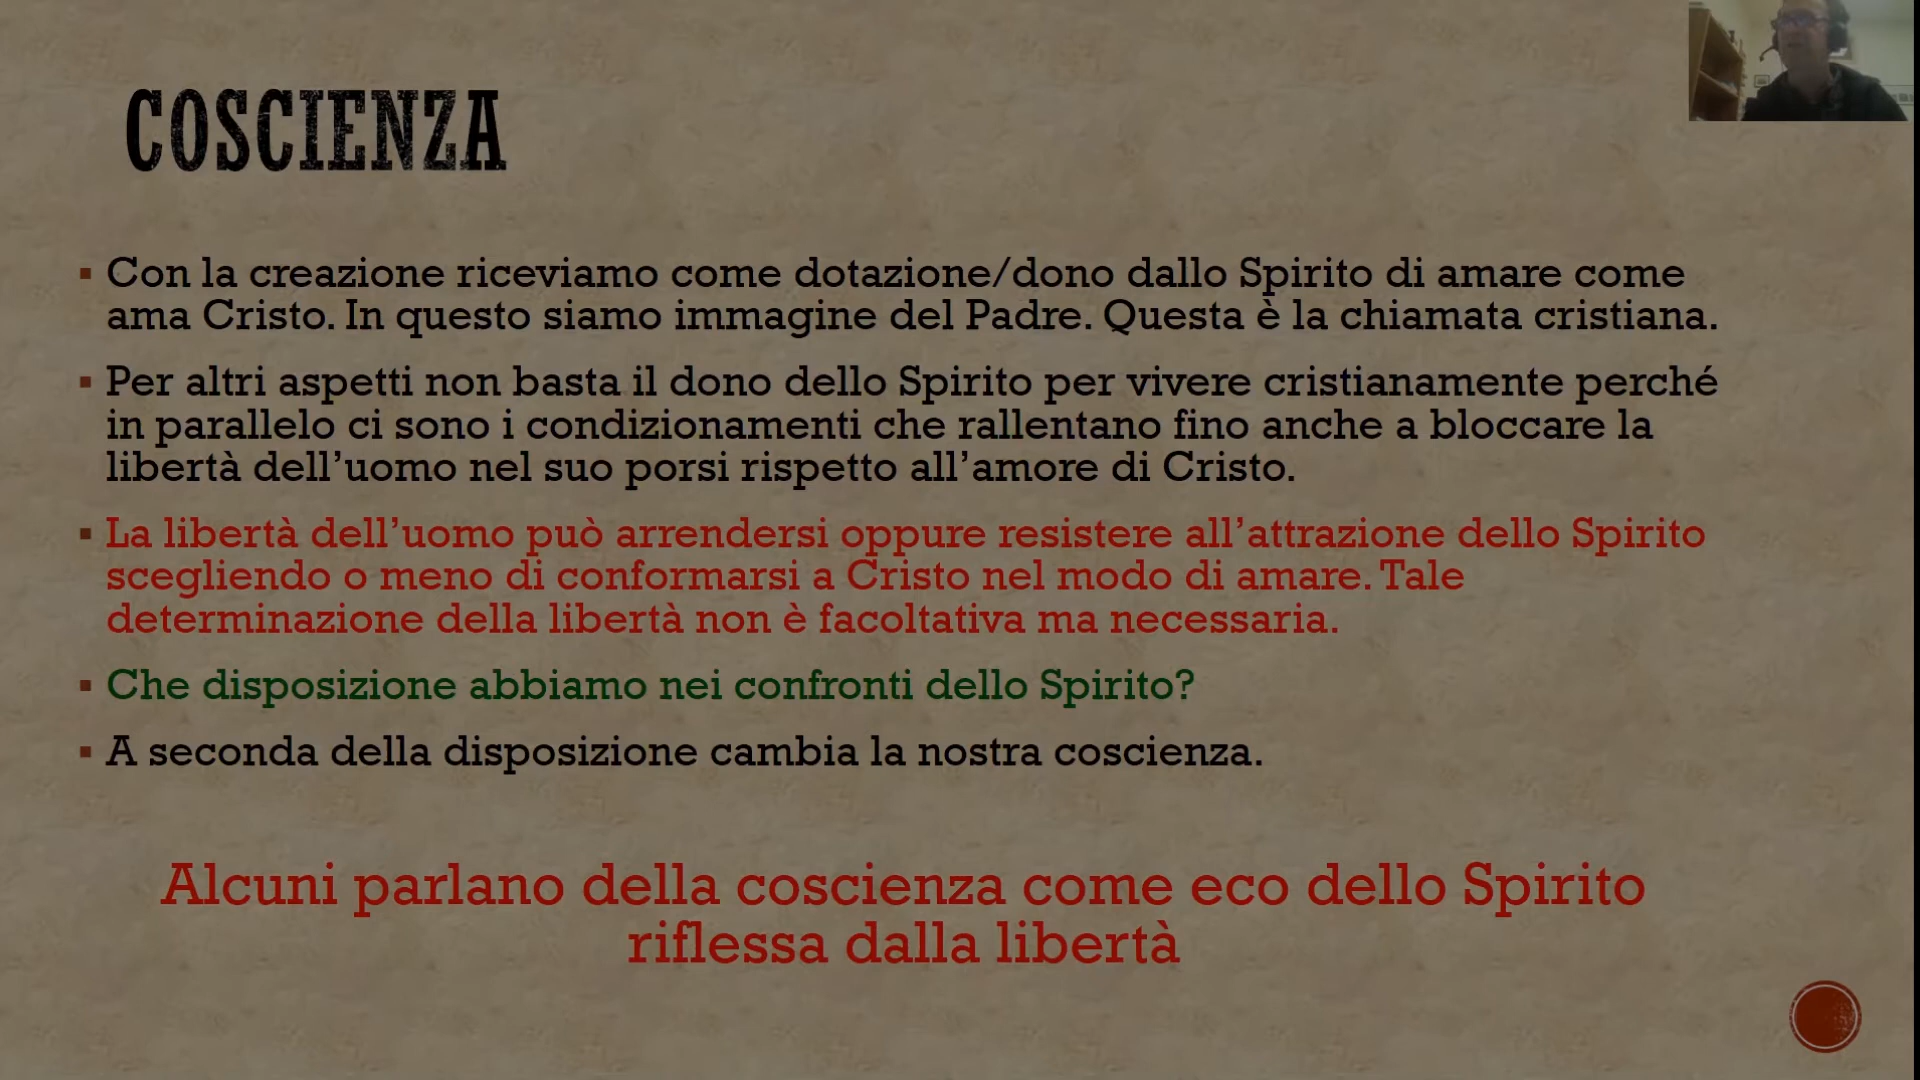 COSCIENZA
▪ Con la creazione riceviamo come dotazione/dono dallo Spirito di amare come
ama Cristo. In questo siamo immagine del Padre. Questa è la chiamata cristiana.
▪ Per altri aspetti non basta il dono dello Spirito per vivere cristianamente perché
in parallelo ci sono i condizionamenti che rallentano fino anche a bloccare la
libertà dell’uomo nel suo porsi rispetto all’amore di Cristo.
▪ La libertà dell’uomo può arrendersi oppure resistere all’attrazione dello Spirito
scegliendo o meno di conformarsi a Cristo nel modo di amare. Tale
determinazione della libertà non è facoltativa ma necessaria.
▪ Che disposizione abbiamo nei confronti dello Spirito?
▪ A seconda della disposizione cambia la nostra coscienza.
Alcuni parlano della coscienza come eco dello Spirito
riflessa dalla libertà